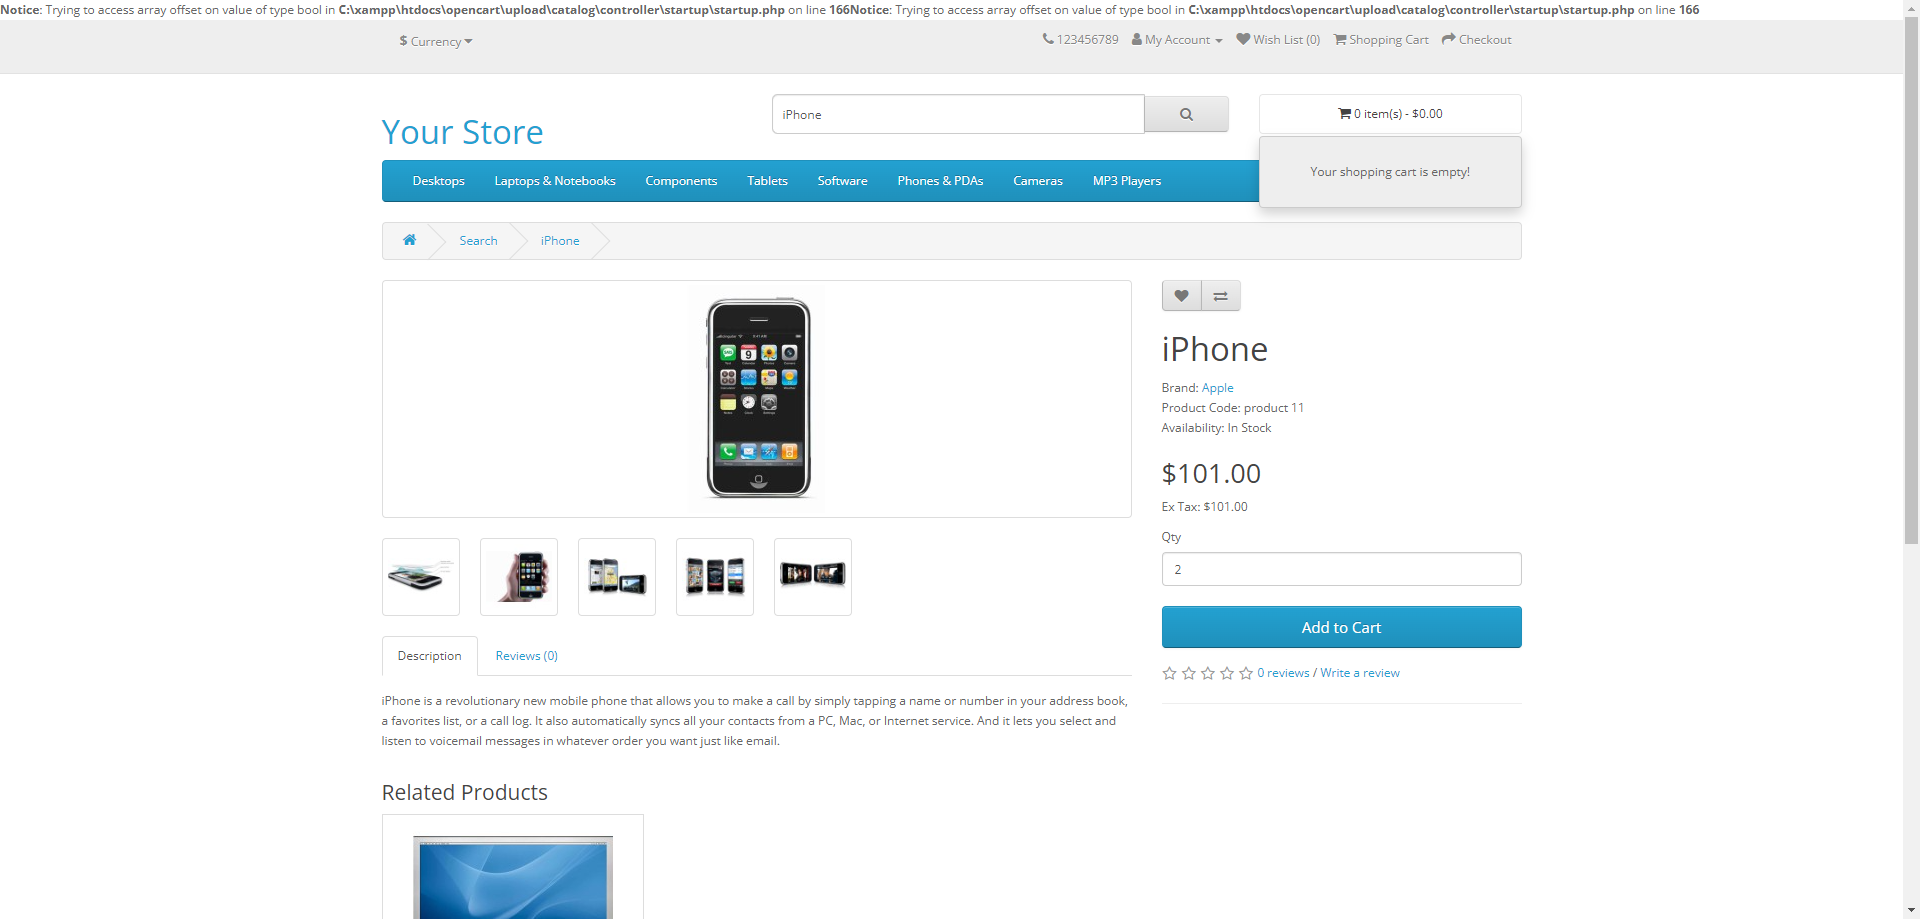 Notice: Trying to access array offset on value of type bool in C:\xampp\htdocs\opencart\upload\catalog\controller\startup\startup.php on line 166Notice: Trying to access array offset on value of type bool in C:\xampp\htdocs\opencart\upload\catalog\controller\startup\startup.php on line 166
$ Currency
123456789 My Account Wish List (0) Shopping Cart Checkout
Your Store
iPhone
0 item(s) - $0.00
Your shopping cart is empty!
Desktops Laptops & Notebooks Components Tablets Software Phones & PDAs Cameras MP3 Players
Search iPhone
iPhone
Brand: Apple
Product Code: product 11
Availability: In Stock
$101.00
Ex Tax: $101.00
Qty
2
Add to Cart
0 reviews / Write a review
Description Reviews (0)
iPhone is a revolutionary new mobile phone that allows you to make a call by simply tapping a name or number in your address book,
a favorites list, or a call log. It also automatically syncs all your contacts from a PC, Mac, or Internet service. And it lets you select and
listen to voicemail messages in whatever order you want just like email.
Related Products